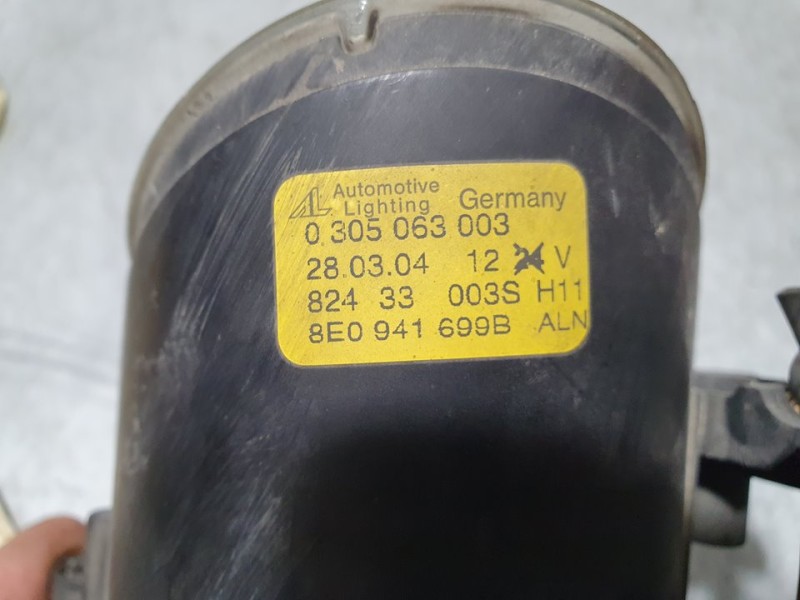 AL Automotive Lighting Germany
0 305 063 003
28.03.04 12 24 V
824 33 003S H11
8E0 941 699B ALN